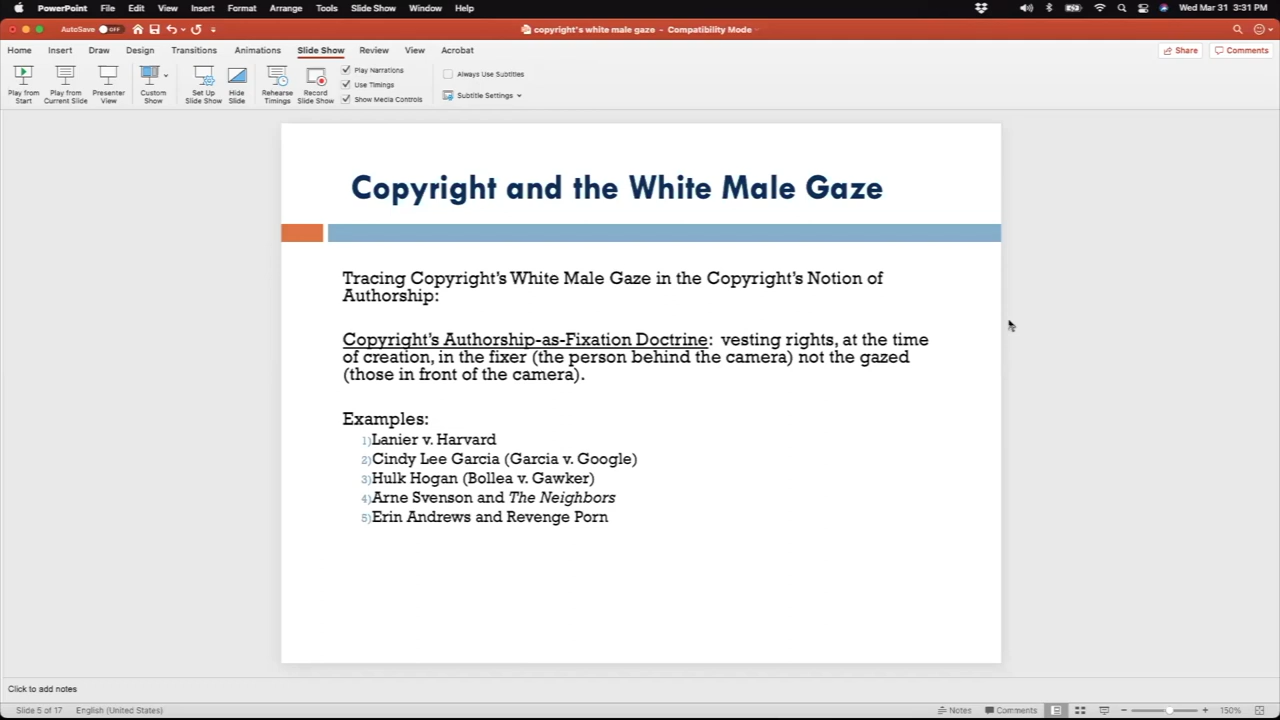 PowerPoint File Edit View Insert Format Arrange Tools Slide Show Window Help Wed Mar 31 3:31 PM
AutoSave OFF copyright's white male gaze - Compatibility Mode
Home Insert Draw Design Transitions Animations Slide Show Review View Acrobat Share Comments
Play from Start
Play from Current Slide
Presenter View
Custom Show
Set Up Slide Show
Hide Slide
Rehearse Timings
Record Slide Show
Play Narrations
Use Timings
Show Media Controls
Always Use Subtitles
Subtitle Settings
Copyright and the White Male Gaze
Tracing Copyright's White Male Gaze in the Copyright's Notion of
Authorship:
Copyright's Authorship-as-Fixation Doctrine: vesting rights, at the time
of creation, in the fixer (the person behind the camera) not the gazed
(those in front of the camera).
Examples:
1)Lanier v. Harvard
2)Cindy Lee Garcia (Garcia v. Google)
3)Hulk Hogan (Bollea v. Gawker)
4)Arne Svenson and The Neighbors
5)Erin Andrews and Revenge Porn
Click to add notes
Slide 5 of 17 English (United States) Notes Comments 150%